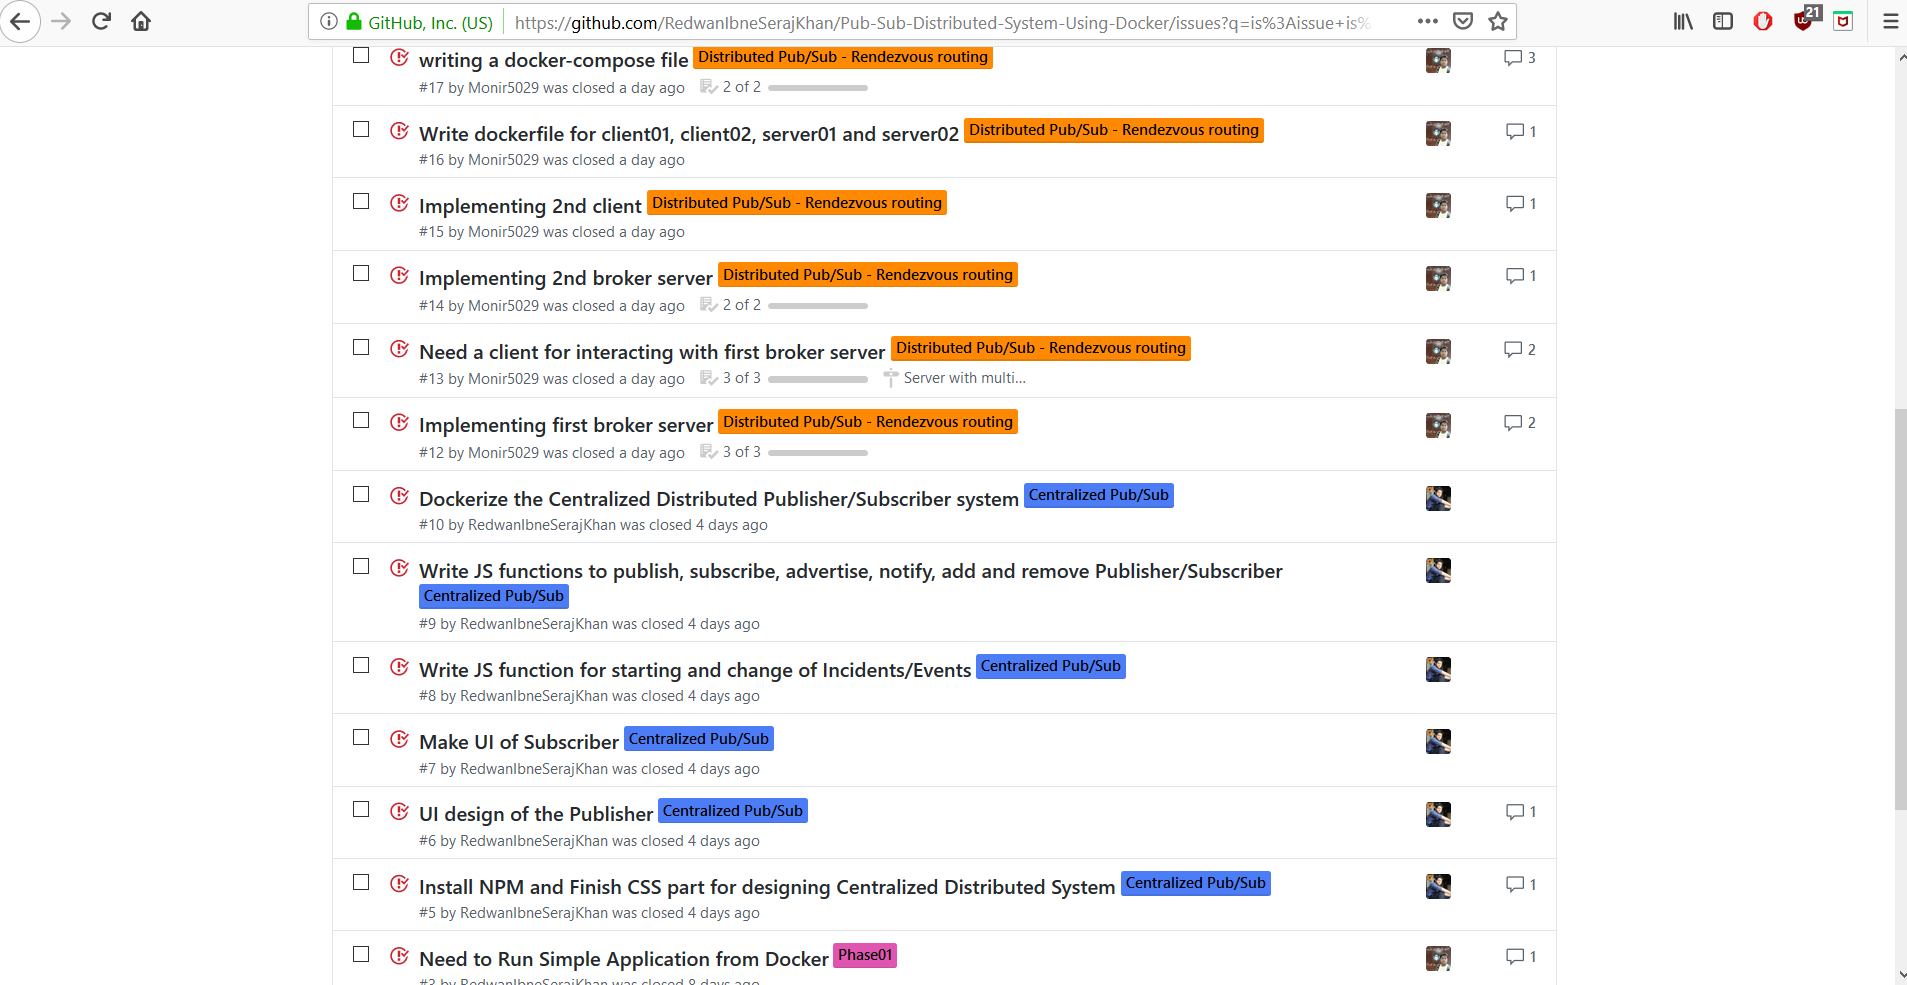 GitHub, Inc. (US) https://github.com/RedwanIbneSerajKhan/Pub-Sub-Distributed-System-Using-Docker/issues?q=is%3Aissue+is% 21
writing a docker-compose file Distributed Pub/Sub - Rendezvous routing 3
#17 by Monir5029 was closed a day ago 2 of 2
Write dockerfile for client01, client02, server01 and server02 Distributed Pub/Sub - Rendezvous routing 1
#16 by Monir5029 was closed a day ago
Implementing 2nd client Distributed Pub/Sub - Rendezvous routing 1
#15 by Monir5029 was closed a day ago
Implementing 2nd broker server Distributed Pub/Sub - Rendezvous routing 1
#14 by Monir5029 was closed a day ago 2 of 2
Need a client for interacting with first broker server Distributed Pub/Sub - Rendezvous routing 2
#13 by Monir5029 was closed a day ago 3 of 3 Server with multi...
Implementing first broker server Distributed Pub/Sub - Rendezvous routing 2
#12 by Monir5029 was closed a day ago 3 of 3
Dockerize the Centralized Distributed Publisher/Subscriber system Centralized Pub/Sub
#10 by RedwanIbneSerajKhan was closed 4 days ago
Write JS functions to publish, subscribe, advertise, notify, add and remove Publisher/Subscriber
Centralized Pub/Sub
#9 by RedwanIbneSerajKhan was closed 4 days ago
Write JS function for starting and change of Incidents/Events Centralized Pub/Sub
#8 by RedwanIbneSerajKhan was closed 4 days ago
Make UI of Subscriber Centralized Pub/Sub
#7 by RedwanIbneSerajKhan was closed 4 days ago
UI design of the Publisher Centralized Pub/Sub 1
#6 by RedwanIbneSerajKhan was closed 4 days ago
Install NPM and Finish CSS part for designing Centralized Distributed System Centralized Pub/Sub 1
#5 by RedwanIbneSerajKhan was closed 4 days ago
Need to Run Simple Application from Docker Phase01 1
#3 by RedwanIbneSerajKhan was closed 8 days ago